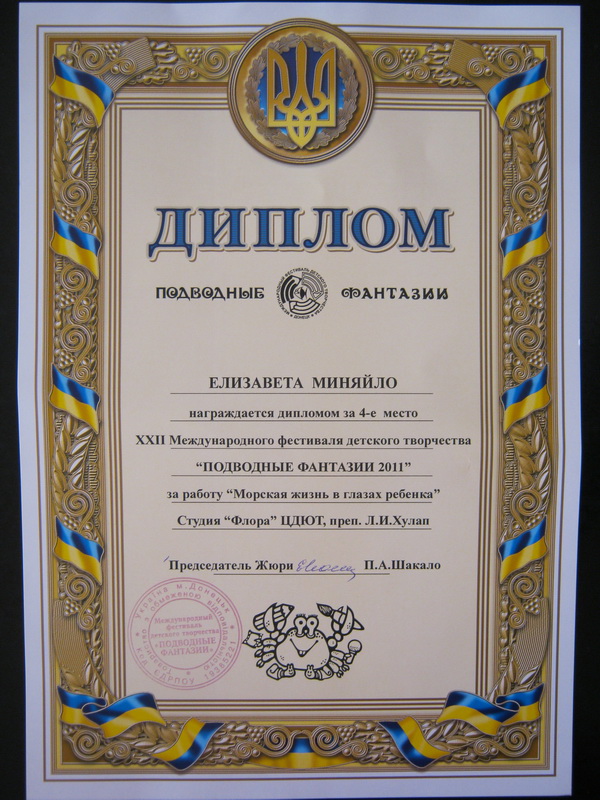 ДИПЛОМ
ПОДВОДНЫЕ ФАНТАЗИИ
ЕЛИЗАВЕТА МИНЯЙЛО
награждается дипломом за 4-е место
XXII Международного фестиваля детского творчества
“ПОДВОДНЫЕ ФАНТАЗИИ 2011”
за работу “Морская жизнь в глазах ребенка”
Студия “Флора” ЦДЮТ, преп. Л.И.Хулап
Председатель Жюри П.А.Шакало
Україна м.Донецьк
Международный
фестиваль
детского творчества
«ПОДВОДНЫЕ
ФАНТАЗИИ»